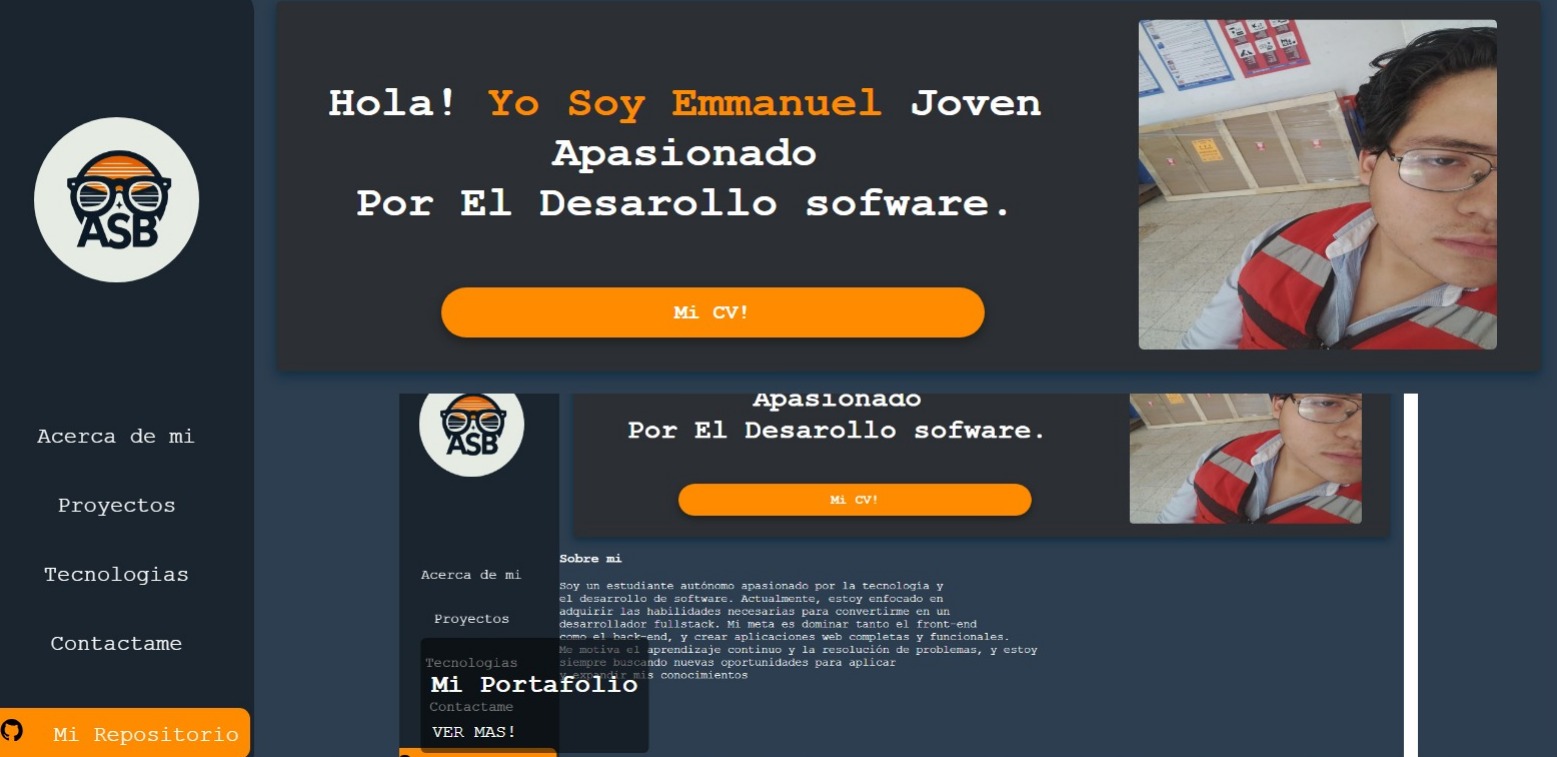 ASB
Acerca de mi
Proyectos
Tecnologias
Contactame
Mi Repositorio
Hola! Yo Soy Emmanuel Joven
Apasionado
Por El Desarollo sofware.
Mi CV!
ASB
Acerca de mi
Proyectos
Tecnologias
Contactame
Apasionado
Por El Desarollo sofware.
Mi CV!
Sobre mi
Soy un estudiante autónomo apasionado por la tecnología y
el desarrollo de software. Actualmente, estoy enfocado en
adquirir las habilidades necesarias para convertirme en un
desarrollador fullstack. Mi meta es dominar tanto el front-end
como el back-end, y crear aplicaciones web completas y funcionales.
Me motiva el aprendizaje continuo y la resolución de problemas, y estoy
siempre buscando nuevas oportunidades para aplicar
y expandir mis conocimientos
Mi Portafolio
VER MAS!